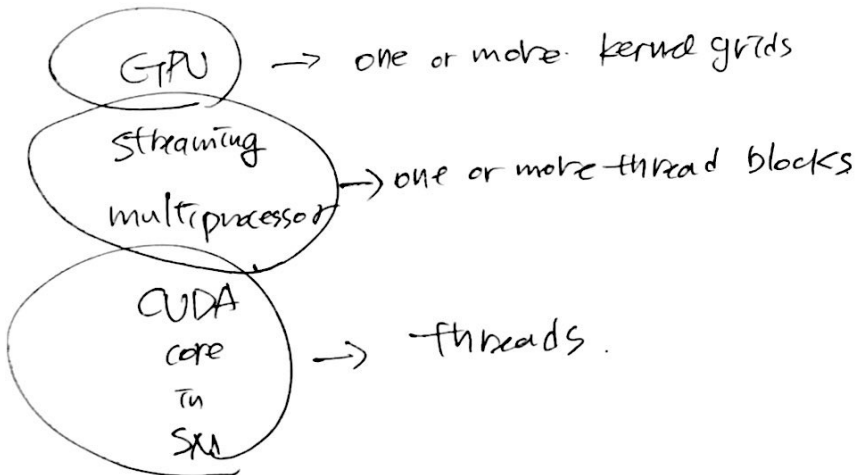 GPU → one or more kernel grids
streaming
multiprocessor → one or more thread blocks
CUDA
core
in
SM → threads.